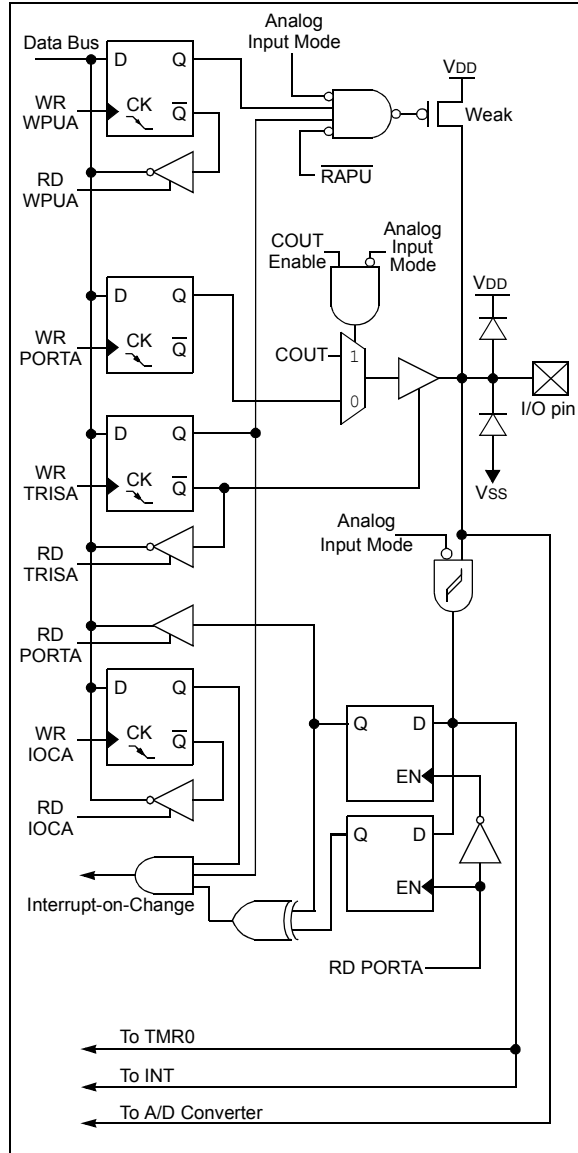 Analog
Input Mode
Data Bus
D Q
VDD
WR
WPUA
CK
Q
Weak
RD
WPUA
RAPU
COUT
Enable
Analog
Input
Mode
VDD
D Q
WR
PORTA
CK
Q
COUT
1
0
I/O pin
D Q
WR
TRISA
CK
Q
VSS
Analog
Input Mode
RD
TRISA
RD
PORTA
D Q
WR
IOCA
CK
Q
Q D
EN
RD
IOCA
Q D
EN
Interrupt-on-Change
RD PORTA
To TMR0
To INT
To A/D Converter